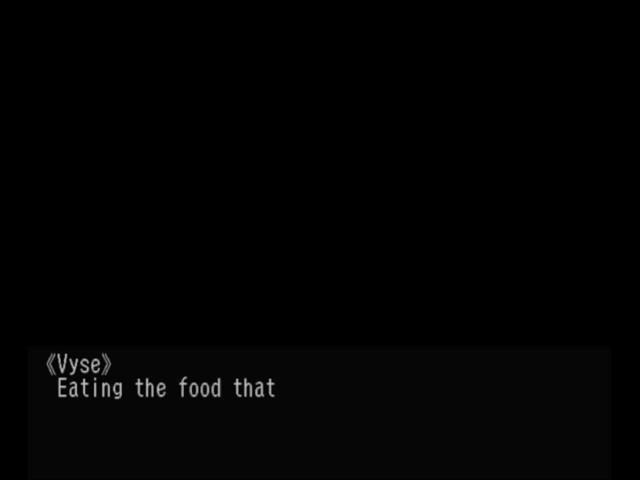 《Vyse》
Eating the food that